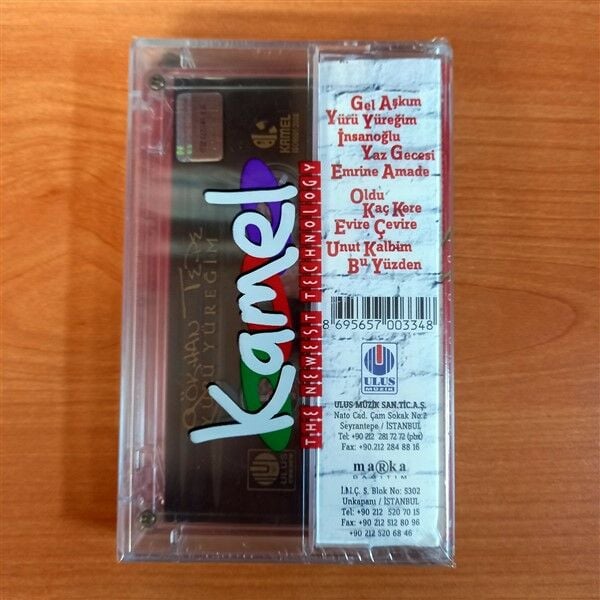 Gel Aşkım
Yürü Yüreğim
İnsanoğlu
Yaz Gecesi
Emrine Amade
Oldu
Kaç Kere
Evire Çevire
Unut Kalbim
Bu Yüzden
8 695657 003348
ULUS
MÜZİK
ULUS MÜZİK SAN.TİC.A.Ş.
Nato Cad. Çam Sokak No:2
Seyrantepe / İSTANBUL
Tel: +90 212 281 72 72 (pbx)
Fax: +90.212 284 88 16
maRka
DAĞITIM
İ.M.Ç. 5. Blok No: 5302
Unkapanı / İSTANBUL
Tel: +90 212 520 70 15
Fax: +90 212 512 80 96
+90 212 520 68 46
Kamel
THE NEWEST TECHNOLOGY
KAMEL
GÖKHAN TEPE
YÜRÜ YÜREĞİM
ULUS